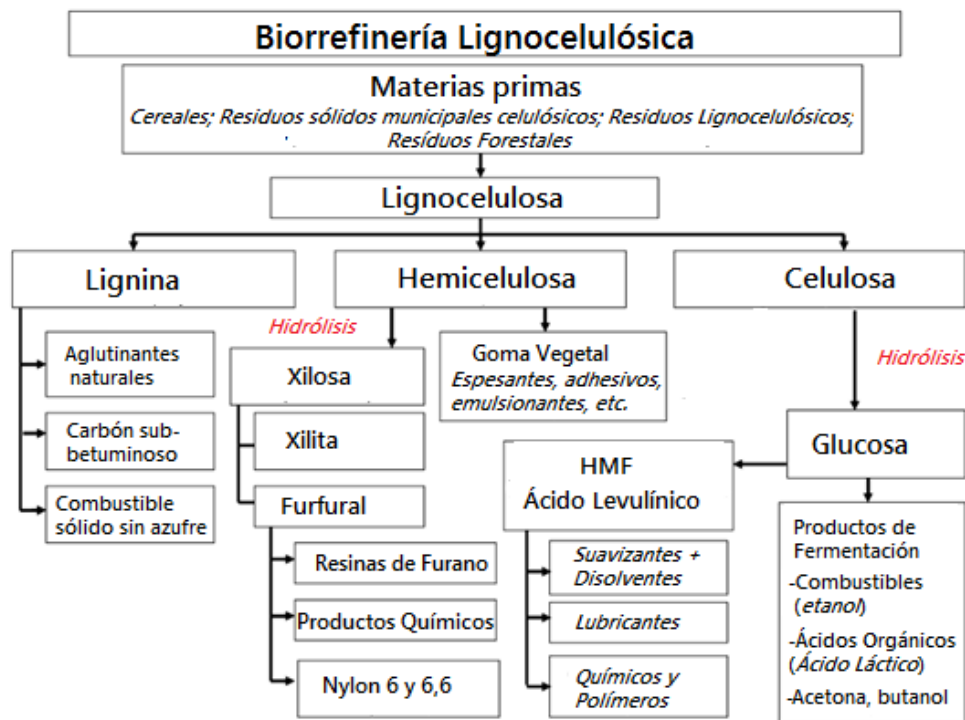 Biorrefinería Lignocelulósica
Materias primas
Cereales; Residuos sólidos municipales celulósicos; Residuos Lignocelulósicos;
Resíduos Forestales
Lignocelulosa
Lignina
Hemicelulosa
Celulosa
Hidrólisis
Hidrólisis
Aglutinantes
naturales
Carbón sub-
betuminoso
Combustible
sólido sin azufre
Xilosa
Xilita
Furfural
Resinas de Furano
Productos Químicos
Nylon 6 y 6,6
Goma Vegetal
Espesantes, adhesivos,
emulsionantes, etc.
Glucosa
HMF
Ácido Levulínico
Suavizantes +
Disolventes
Lubricantes
Químicos y
Polímeros
Productos de
Fermentación
-Combustibles
(etanol)
-Ácidos Orgánicos
(Ácido Láctico)
-Acetona, butanol